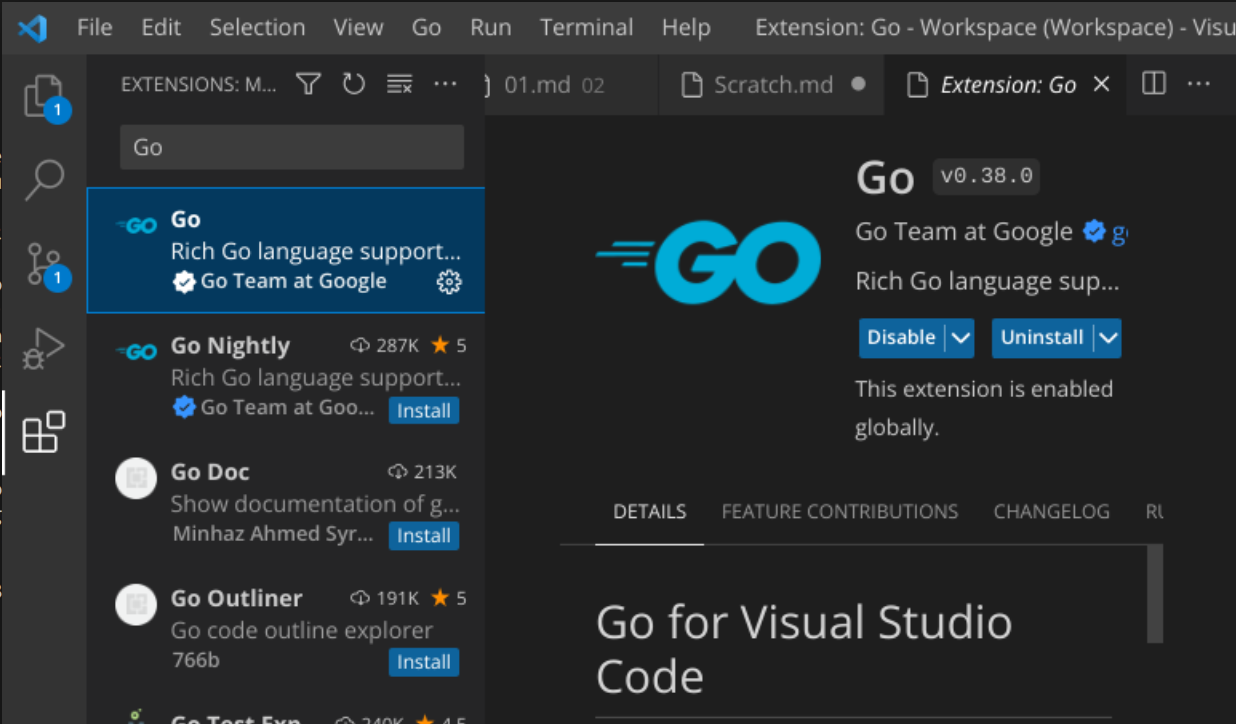 File Edit Selection View Go Run Terminal Help Extension: Go - Workspace (Workspace) - Visu
EXTENSIONS: M...
01.md 02
Scratch.md
Extension: Go
1
Go
Go
Rich Go language support...
Go Team at Google
1
Go Nightly 287K 5
Rich Go language support...
Go Team at Goo... Install
Go Doc 213K
Show documentation of g...
Minhaz Ahmed Syr... Install
Go Outliner 191K 5
Go code outline explorer
766b Install
Go Test Exp 240K 4.5
GO
Go v0.38.0
Go Team at Google g
Rich Go language sup...
Disable Uninstall
This extension is enabled
globally.
DETAILS FEATURE CONTRIBUTIONS CHANGELOG RU
Go for Visual Studio
Code